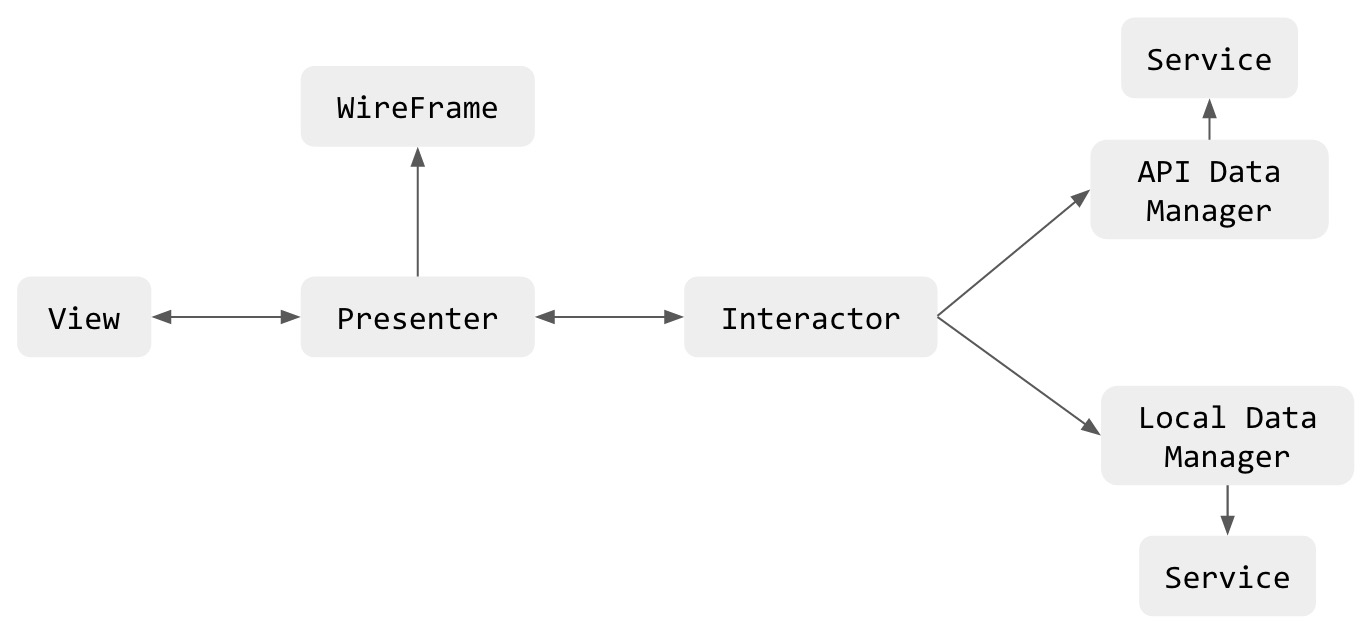 WireFrame
View
Presenter
Interactor
Service
API Data
Manager
Local Data
Manager
Service